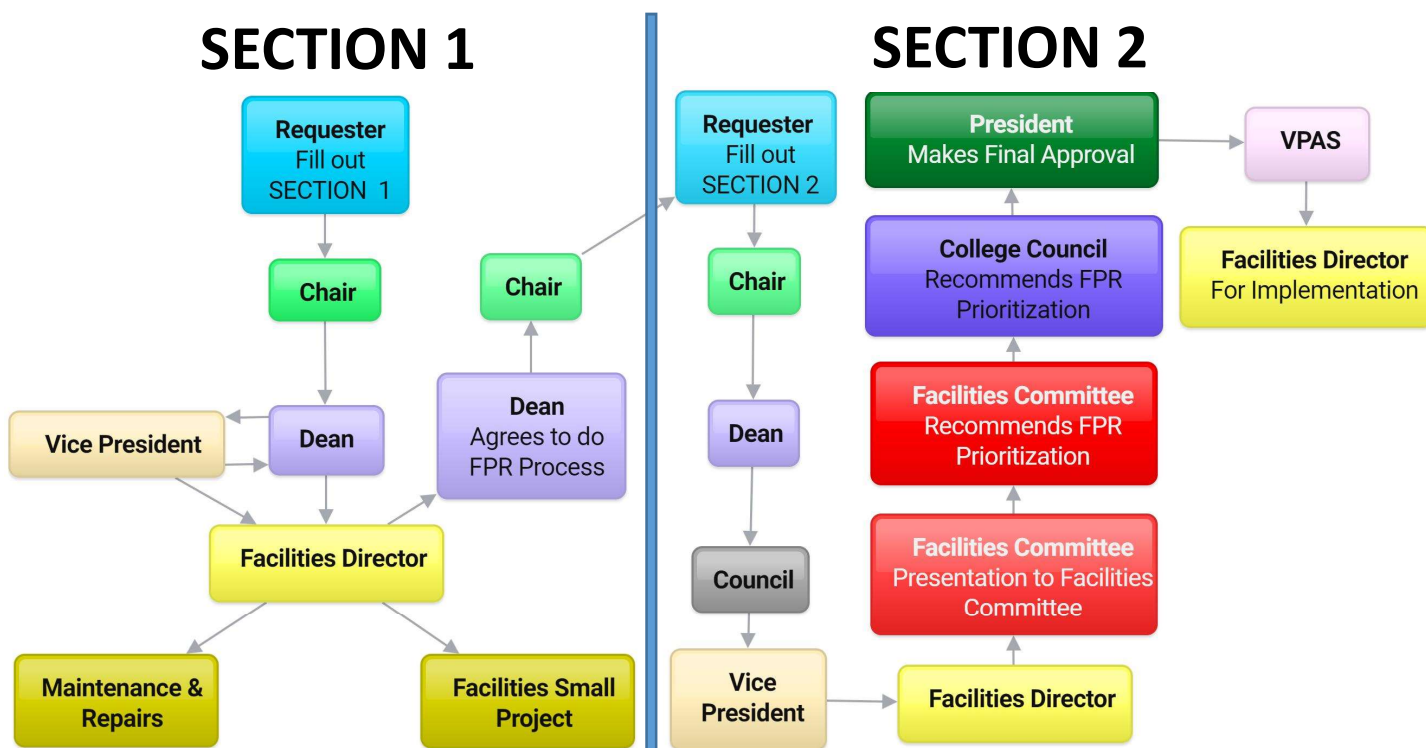 SECTION 1
Requester
Fill out
SECTION 1
Chair
Vice President
Dean
Facilities Director
Maintenance &
Repairs
Facilities Small
Project
Dean
Agrees to do
FPR Process
Chair
SECTION 2
Requester
Fill out
SECTION 2
Chair
Dean
Council
Vice
President
Facilities Director
Facilities Committee
Presentation to Facilities
Committee
Facilities Committee
Recommends FPR
Prioritization
College Council
Recommends FPR
Prioritization
President
Makes Final Approval
VPAS
Facilities Director
For Implementation